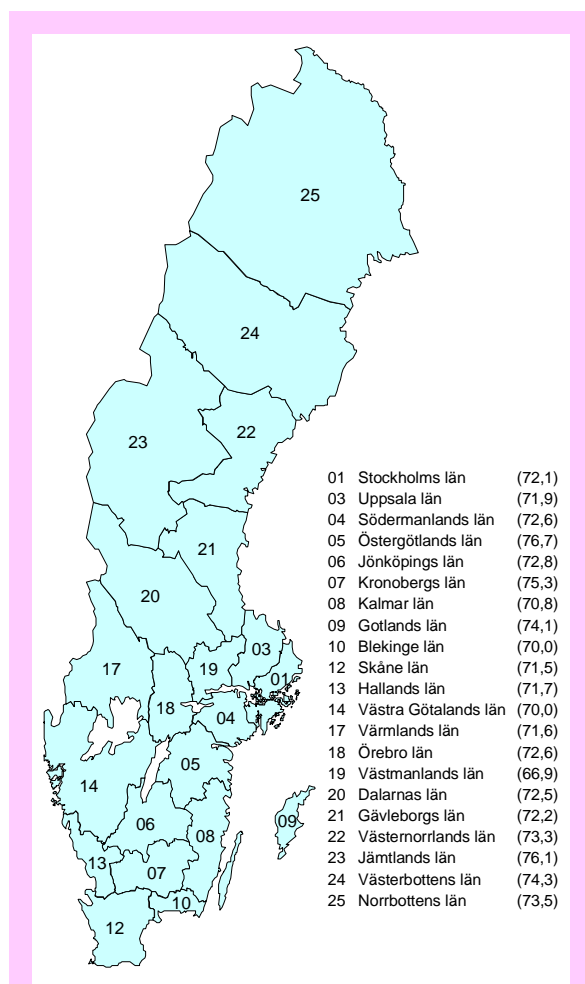 25
24
23
22
21
20
03
17
19
01
18
04
05
14
06
09
08
13
07
10
12
01 Stockholms län (72,1)
03 Uppsala län (71,9)
04 Södermanlands län (72,6)
05 Östergötlands län (76,7)
06 Jönköpings län (72,8)
07 Kronobergs län (75,3)
08 Kalmar län (70,8)
09 Gotlands län (74,1)
10 Blekinge län (70,0)
12 Skåne län (71,5)
13 Hallands län (71,7)
14 Västra Götalands län (70,0)
17 Värmlands län (71,6)
18 Örebro län (72,6)
19 Västmanlands län (66,9)
20 Dalarnas län (72,5)
21 Gävleborgs län (72,2)
22 Västernorrlands län (73,3)
23 Jämtlands län (76,1)
24 Västerbottens län (74,3)
25 Norrbottens län (73,5)